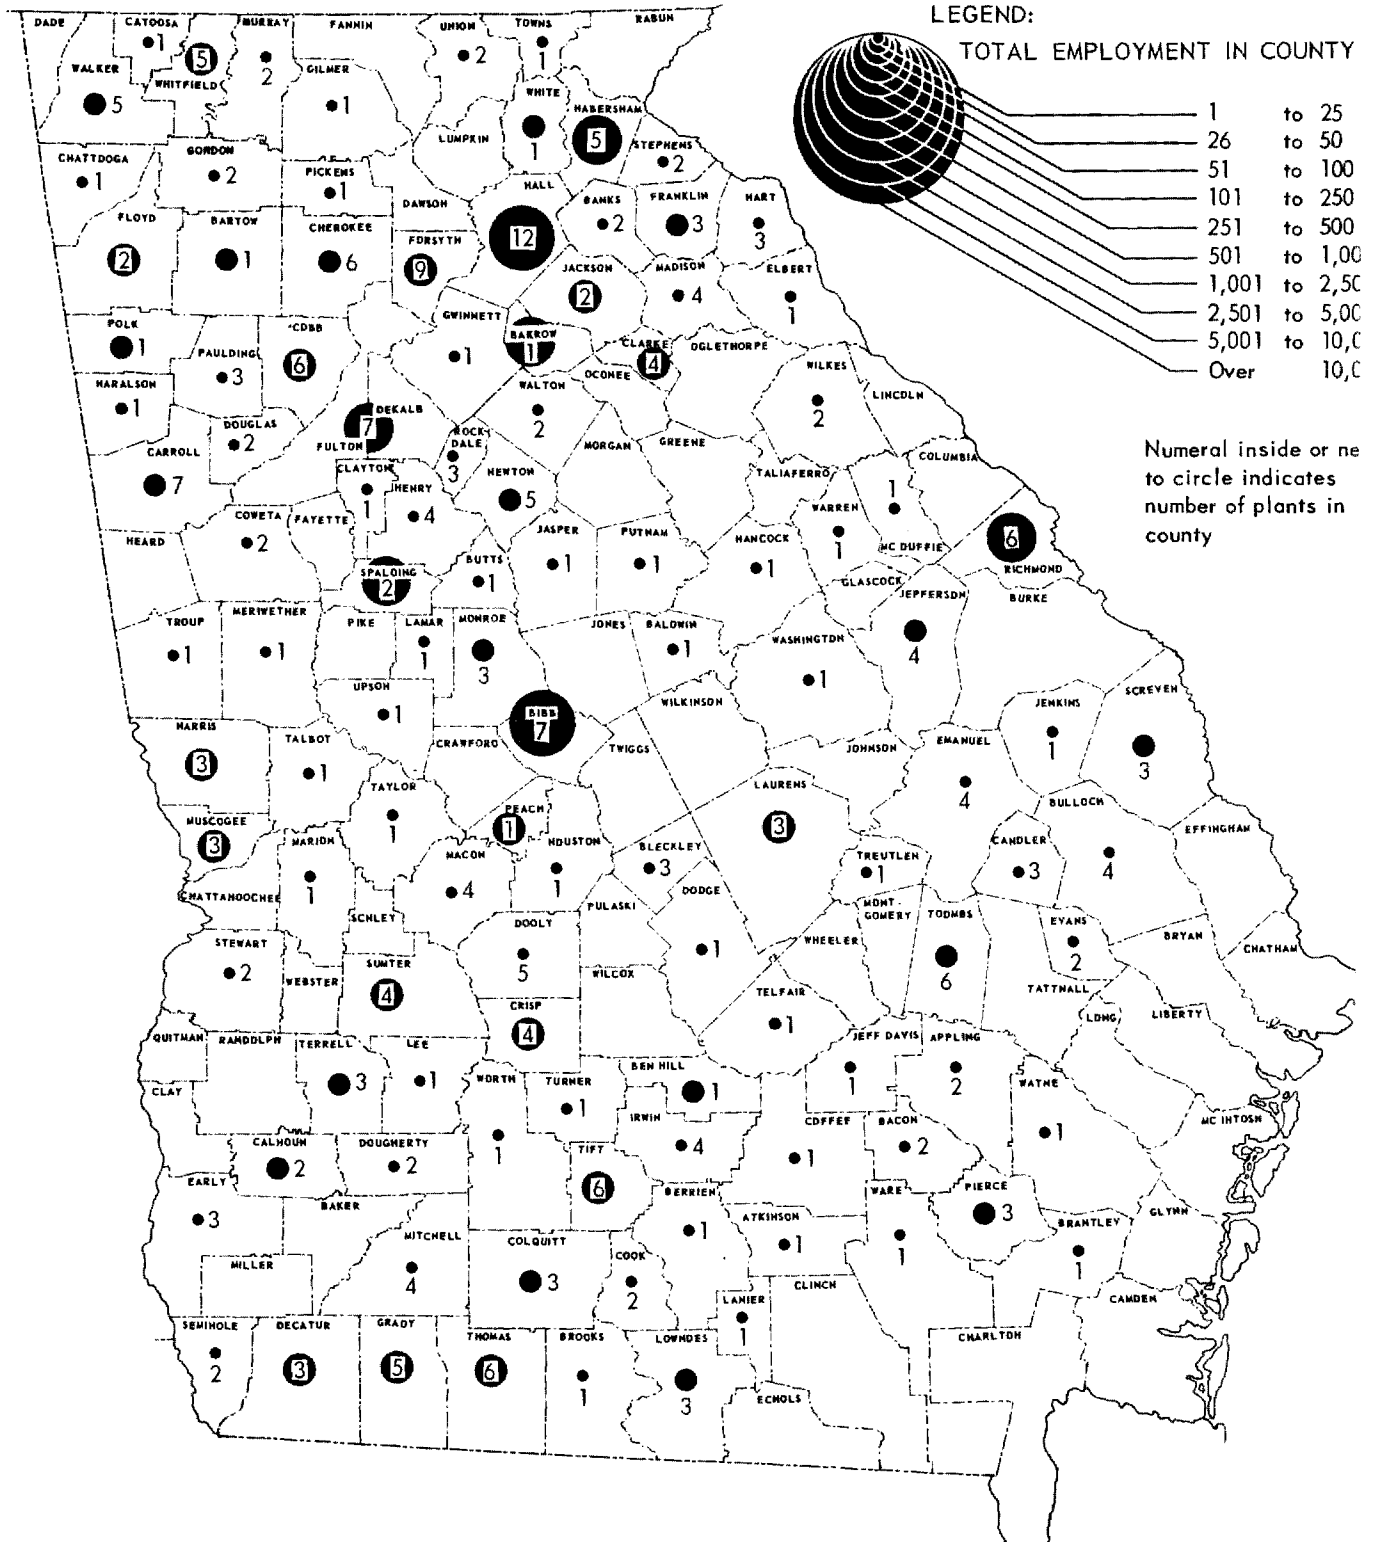 LEGEND:
TOTAL EMPLOYMENT IN COUNTY
1 to 25
26 to 50
51 to 100
101 to 250
251 to 500
501 to 1,00
1,001 to 2,50
2,501 to 5,00
5,001 to 10,0
Over 10,0
Numeral inside or ne
to circle indicates
number of plants in
county
DADE
CATOOSA 1
WHITFIELD 5
MURRAY 2
FANNIN
UNION 2
TOWNS 1
RABUN
WALKER 5
GILMER 1
LUMPKIN
WHITE 1
HABERSHAM 5
STEPHENS 2
CHATTOOGA 1
GORDON 2
PICKENS 1
DAWSON
HALL 12
BANKS 2
FRANKLIN 3
HART 3
FLOYD 2
BARTOW 1
CHEROKEE 6
FORSYTH 9
JACKSON 2
MADISON 4
ELBERT 1
POLK 1
PAULDING 3
COBB 6
GWINNETT 1
BARROW 1
CLARKE 4
OCONEE
OGLETHORPE
WILKES 2
LINCOLN
HARALSON 1
DOUGLAS 2
FULTON
DEKALB 7
ROCK-
DALE 3
WALTON 2
MORGAN
GREENE
TALIAFERRO
COLUMBIA
CARROLL 7
CLAYTON 1
HENRY 4
NEWTON 5
WARREN 1
MC DUFFIE 1
RICHMOND 6
HEARD
COWETA 2
FAYETTE
SPALDING 2
BUTTS 1
JASPER 1
PUTNAM 1
HANCOCK 1
GLASCOCK
JEFFERSON 4
BURKE
TROUP 1
MERIWETHER 1
PIKE
LAMAR 1
MONROE 3
JONES
BALDWIN 1
WASHINGTON 1
UPSON 1
BIBB 7
WILKINSON
JENKINS 1
SCREVEN 3
HARRIS 3
TALBOT 1
CRAWFORD
TWIGGS
JOHNSON
EMANUEL 4
TAYLOR 1
PEACH 1
LAURENS 3
BULLOCH 4
EFFINGHAM
MUSCOGEE 3
MARION 1
MACON 4
HOUSTON 1
BLECKLEY 3
TREUTLEN 1
CANDLER 3
CHATTAHOOCHEE
SCHLEY
DOOLY 5
PULASKI
DODGE 1
MONT-
GOMERY
TOOMBS 6
EVANS 2
BRYAN
CHATHAM
STEWART 2
WEBSTER
SUMTER 4
CRISP 4
WILCOX
WHEELER
TELFAIR 1
TATTNALL
LONG
LIBERTY
QUITMAN
RANDOLPH
TERRELL 3
LEE 1
BEN HILL 1
JEFF DAVIS 1
APPLING 2
WAYNE 1
CLAY
WORTH 1
TURNER 1
IRWIN 4
COFFEE 1
BACON 2
MC INTOSH
CALHOUN 2
DOUGHERTY 2
TIFT 6
EARLY 3
BAKER
BERRIEN 1
ATKINSON 1
WARE 1
PIERCE 3
BRANTLEY 1
GLYNN
MILLER
MITCHELL 4
COLQUITT 3
COOK 2
LANIER 1
CLINCH
CAMDEN
SEMINOLE 2
DECATUR 3
GRADY 5
THOMAS 6
BROOKS 1
LOWNDES 3
ECHOLS
CHARLTON